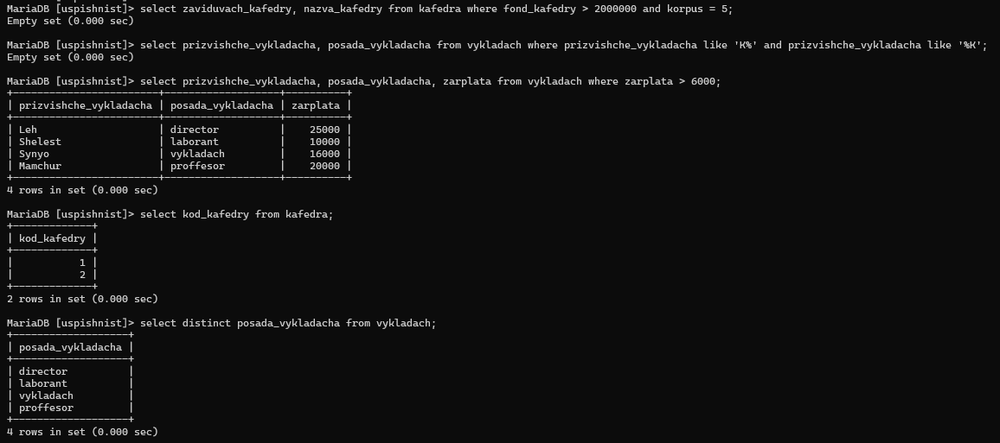 MariaDB [uspishnist]> select zaviduvach_kafedry, nazva_kafedry from kafedra where fond_kafedry > 2000000 and korpus = 5;
Empty set (0.000 sec)
MariaDB [uspishnist]> select prizvishche_vykladacha, posada_vykladacha from vykladach where prizvishche_vykladacha like 'K%' and prizvishche_vykladacha like '%K';
Empty set (0.000 sec)
MariaDB [uspishnist]> select prizvishche_vykladacha, posada_vykladacha, zarplata from vykladach where zarplata > 6000;
+------------------------+-------------------+----------+
| prizvishche_vykladacha | posada_vykladacha | zarplata |
+------------------------+-------------------+----------+
| Leh                    | director          |    25000 |
| Shelest                | laborant          |    10000 |
| Synyo                  | vykladach         |    16000 |
| Mamchur                | proffesor         |    20000 |
+------------------------+-------------------+----------+
4 rows in set (0.000 sec)
MariaDB [uspishnist]> select kod_kafedry from kafedra;
+-------------+
| kod_kafedry |
+-------------+
|           1 |
|           2 |
+-------------+
2 rows in set (0.000 sec)
MariaDB [uspishnist]> select distinct posada_vykladacha from vykladach;
+-------------------+
| posada_vykladacha |
+-------------------+
| director          |
| laborant          |
| vykladach         |
| proffesor         |
+-------------------+
4 rows in set (0.000 sec)